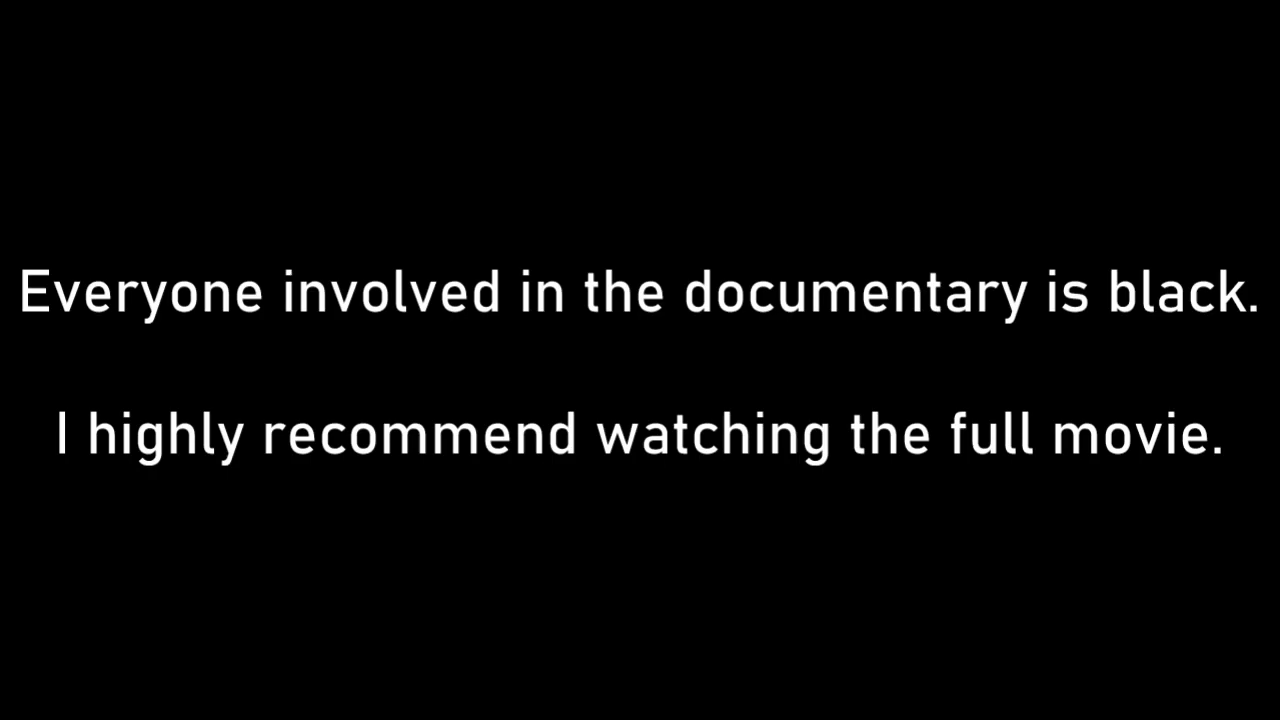 Everyone involved in the documentary is black.
I highly recommend watching the full movie.